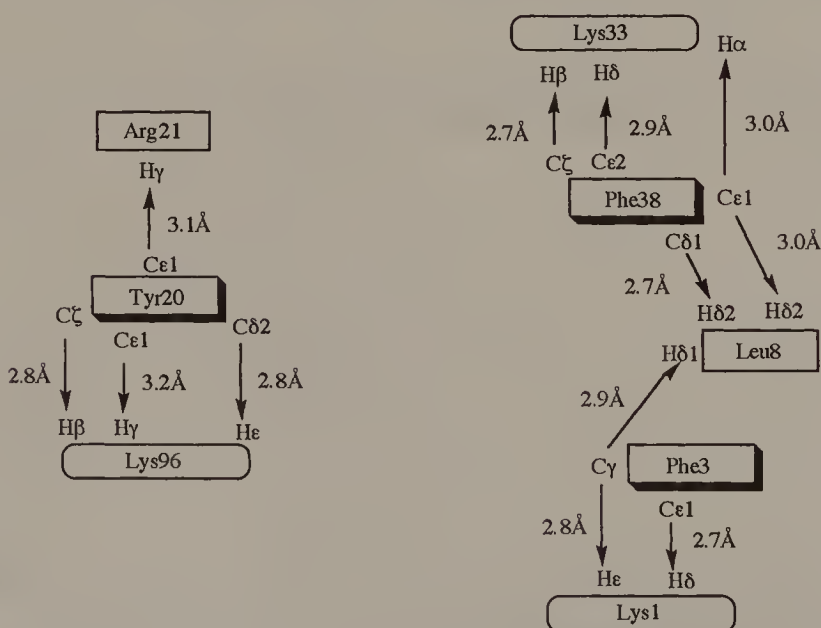 Arg21
Hγ
3.1Å
Cε1
Tyr20
Cζ
Cε1
Cδ2
2.8Å
3.2Å
2.8Å
Hβ
Hγ
Hε
Lys96
Lys33
Hα
Hβ
Hδ
2.7Å
2.9Å
3.0Å
Cζ
Cε2
Phe38
Cε1
Cδ1
3.0Å
2.7Å
Hδ2
Hδ2
Hδ1
Leu8
2.9Å
Cγ
Phe3
Cε1
2.8Å
2.7Å
Hε
Hδ
Lys1